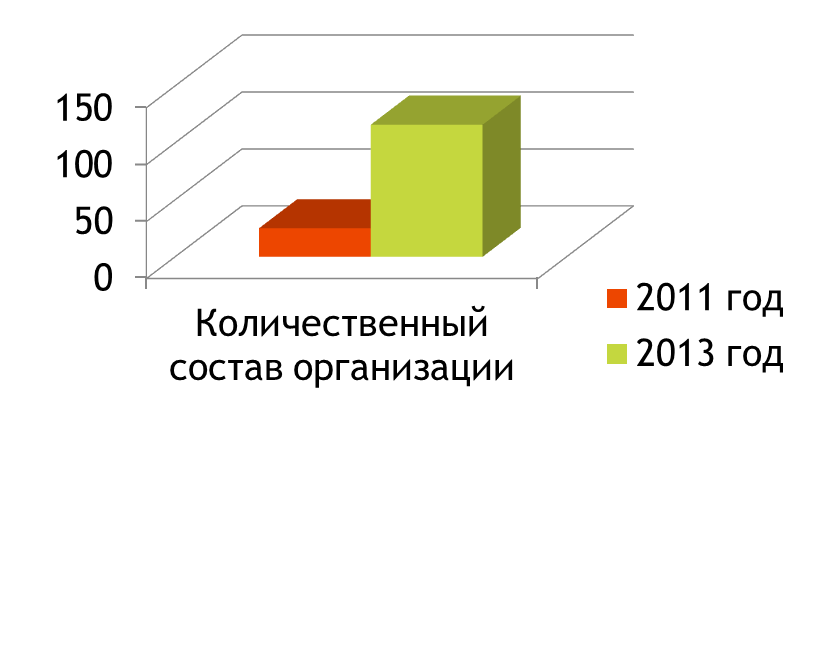 150
100
50
0
Количественный
состав организации
2011 год
2013 год